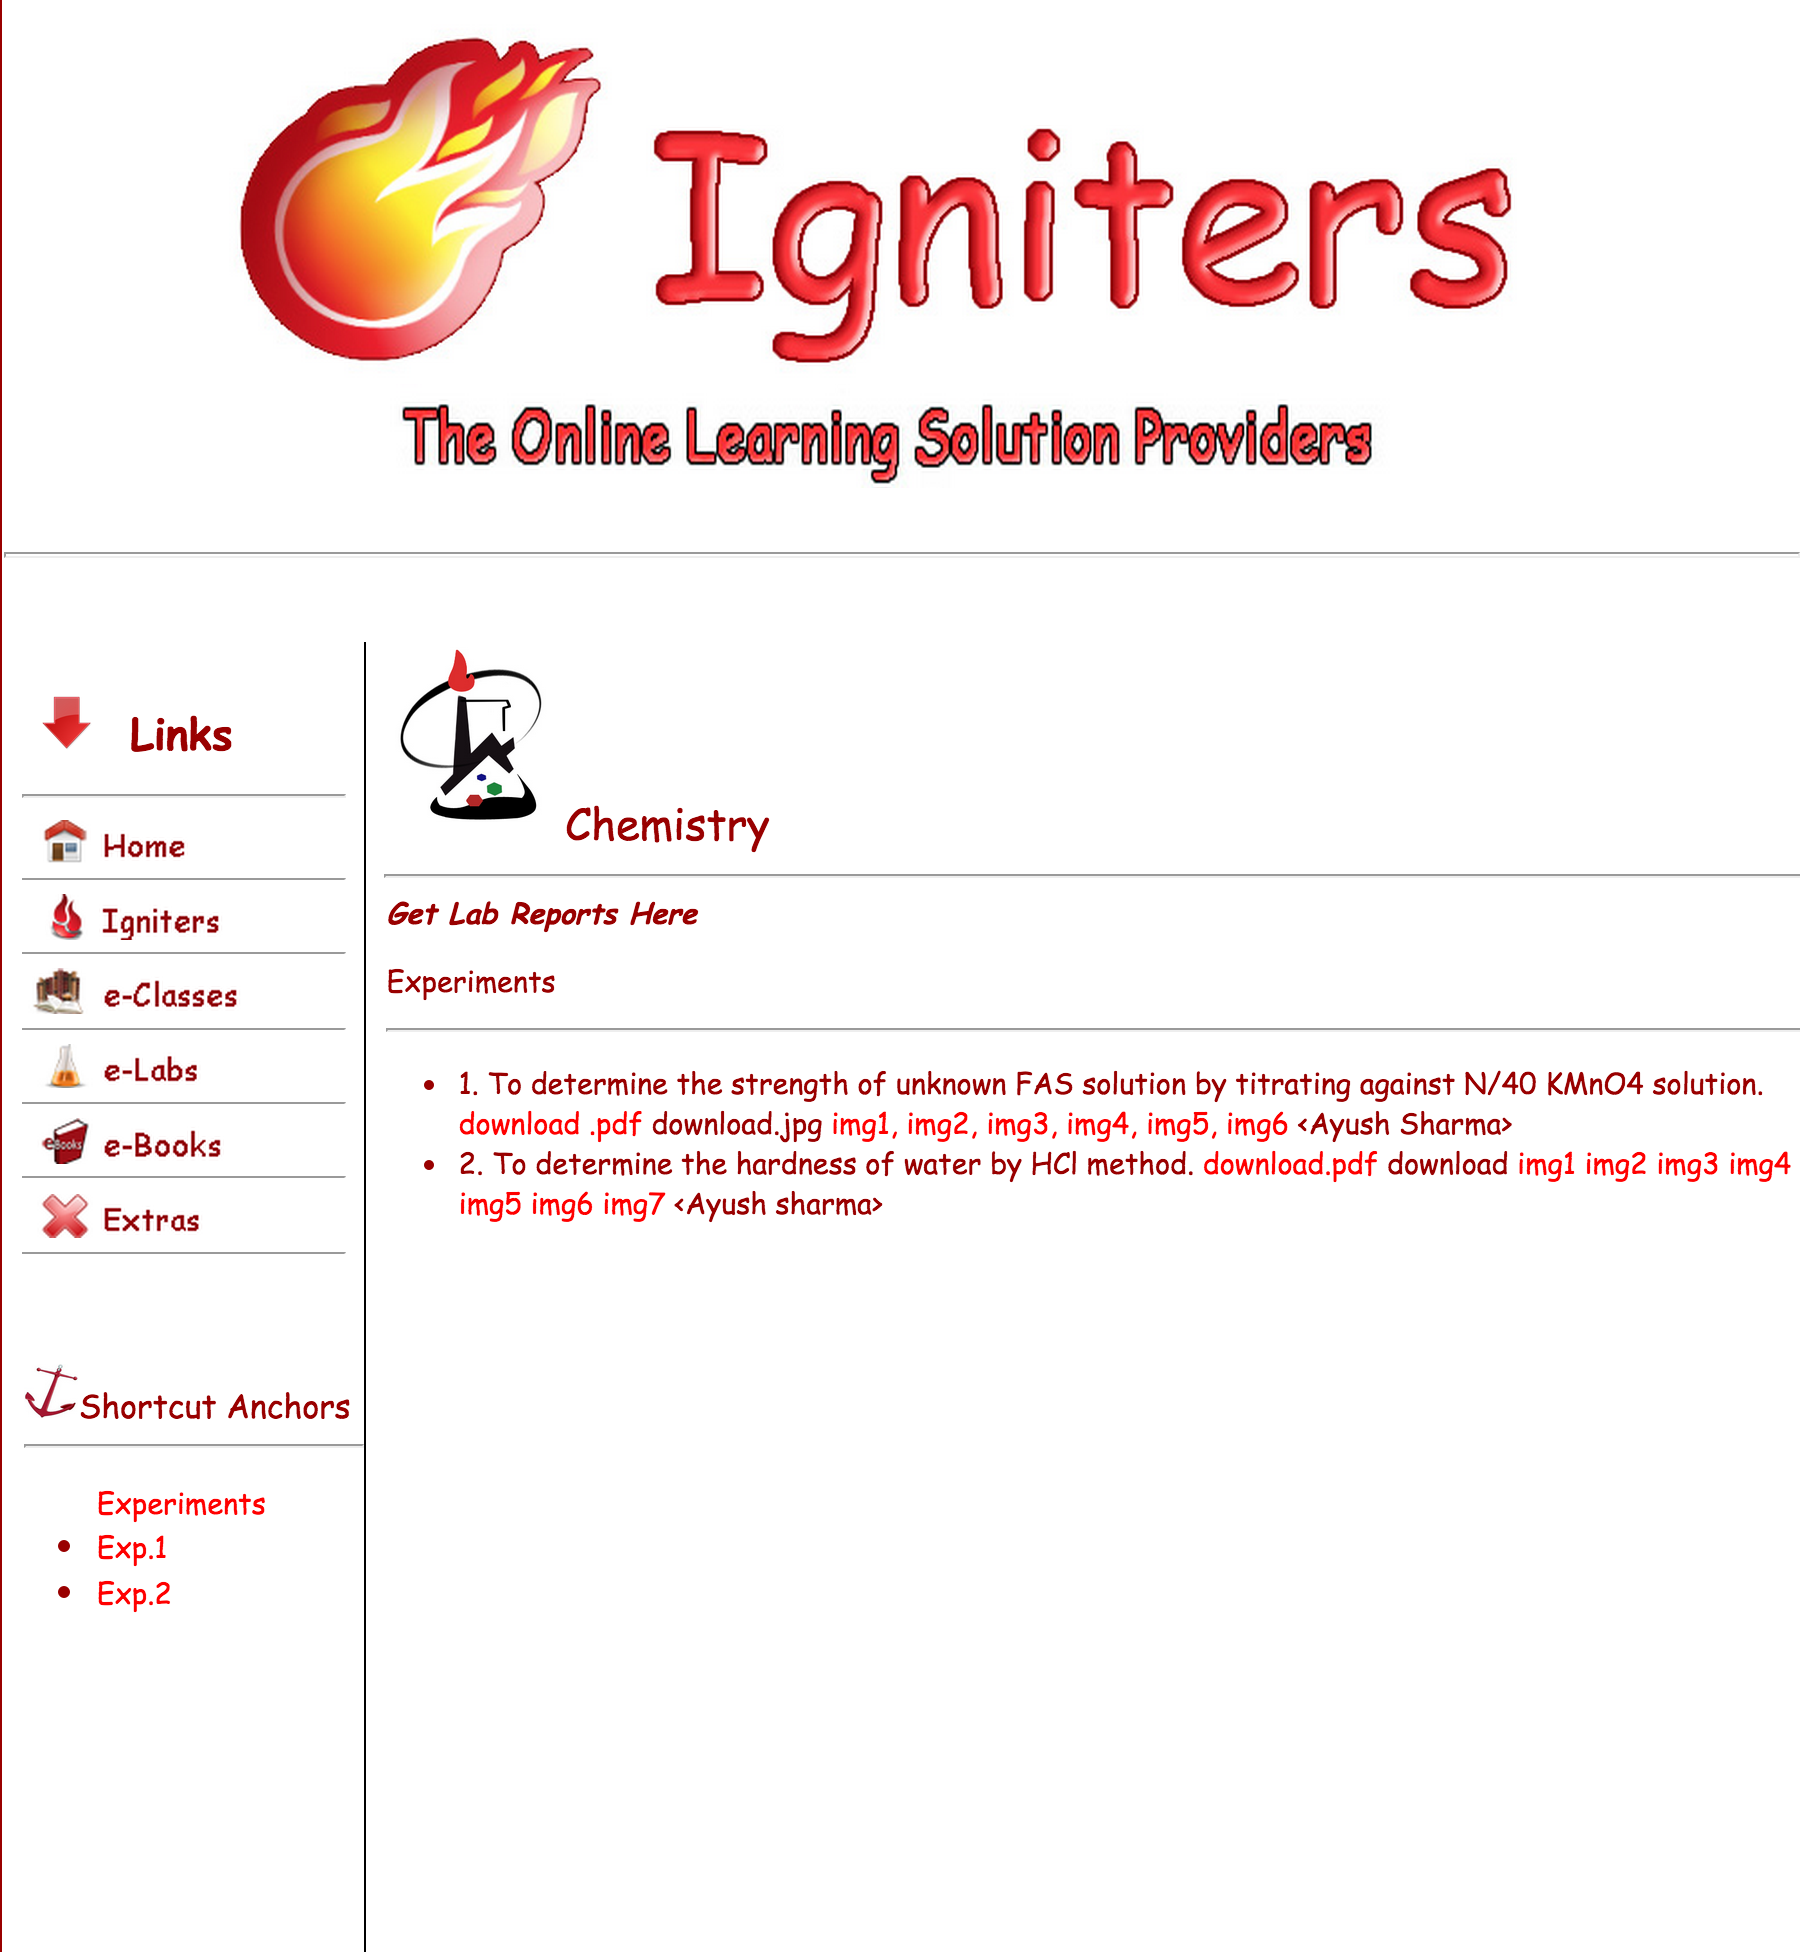 Igniters
The Online Learning Solution Providers
Links
Home
Igniters
e-Classes
e-Labs
eBooks
e-Books
Extras
Shortcut Anchors
Experiments
Exp.1
Exp.2
Chemistry
Get Lab Reports Here
Experiments
1. To determine the strength of unknown FAS solution by titrating against N/40 KMnO4 solution.
download .pdf download.jpg img1, img2, img3, img4, img5, img6 <Ayush Sharma>
2. To determine the hardness of water by HCl method. download.pdf download img1 img2 img3 img4
img5 img6 img7 <Ayush sharma>